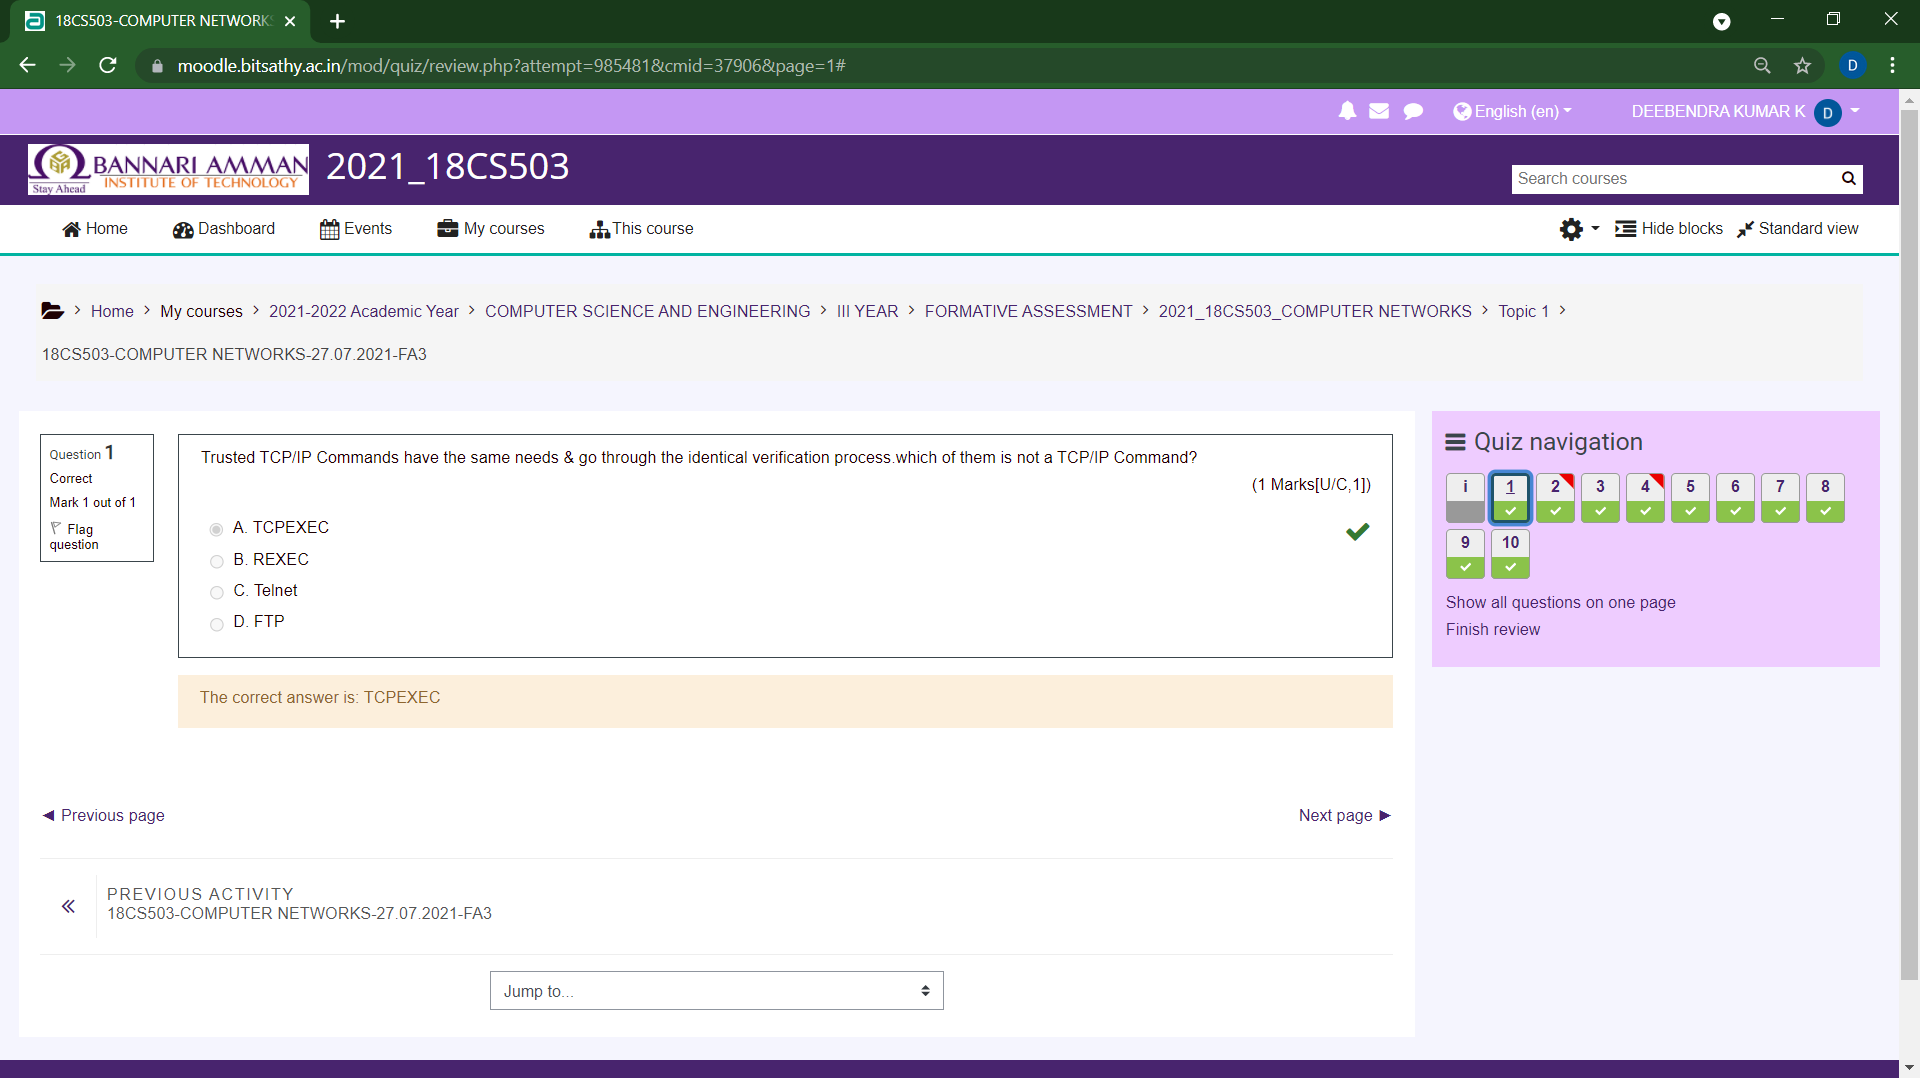 18CS503-COMPUTER NETWORKS
moodle.bitsathy.ac.in/mod/quiz/review.php?attempt=985481&cmid=37906&page=1#
D
English (en)
DEEBENDRA KUMAR K D
BANNARI AMMAN
INSTITUTE OF TECHNOLOGY
Stay Ahead
2021_18CS503
Search courses
Home Dashboard Events My courses This course
Hide blocks Standard view
Home My courses 2021-2022 Academic Year COMPUTER SCIENCE AND ENGINEERING III YEAR FORMATIVE ASSESSMENT 2021_18CS503_COMPUTER NETWORKS Topic 1
18CS503-COMPUTER NETWORKS-27.07.2021-FA3
Question 1
Correct
Mark 1 out of 1
Flag
question
Trusted TCP/IP Commands have the same needs & go through the identical verification process.which of them is not a TCP/IP Command?
(1 Marks[U/C,1])
A. TCPEXEC
B. REXEC
C. Telnet
D. FTP
The correct answer is: TCPEXEC
Previous page
Next page
PREVIOUS ACTIVITY
18CS503-COMPUTER NETWORKS-27.07.2021-FA3
Jump to...
Quiz navigation
i 1 2 3 4 5 6 7 8
9 10
Show all questions on one page
Finish review